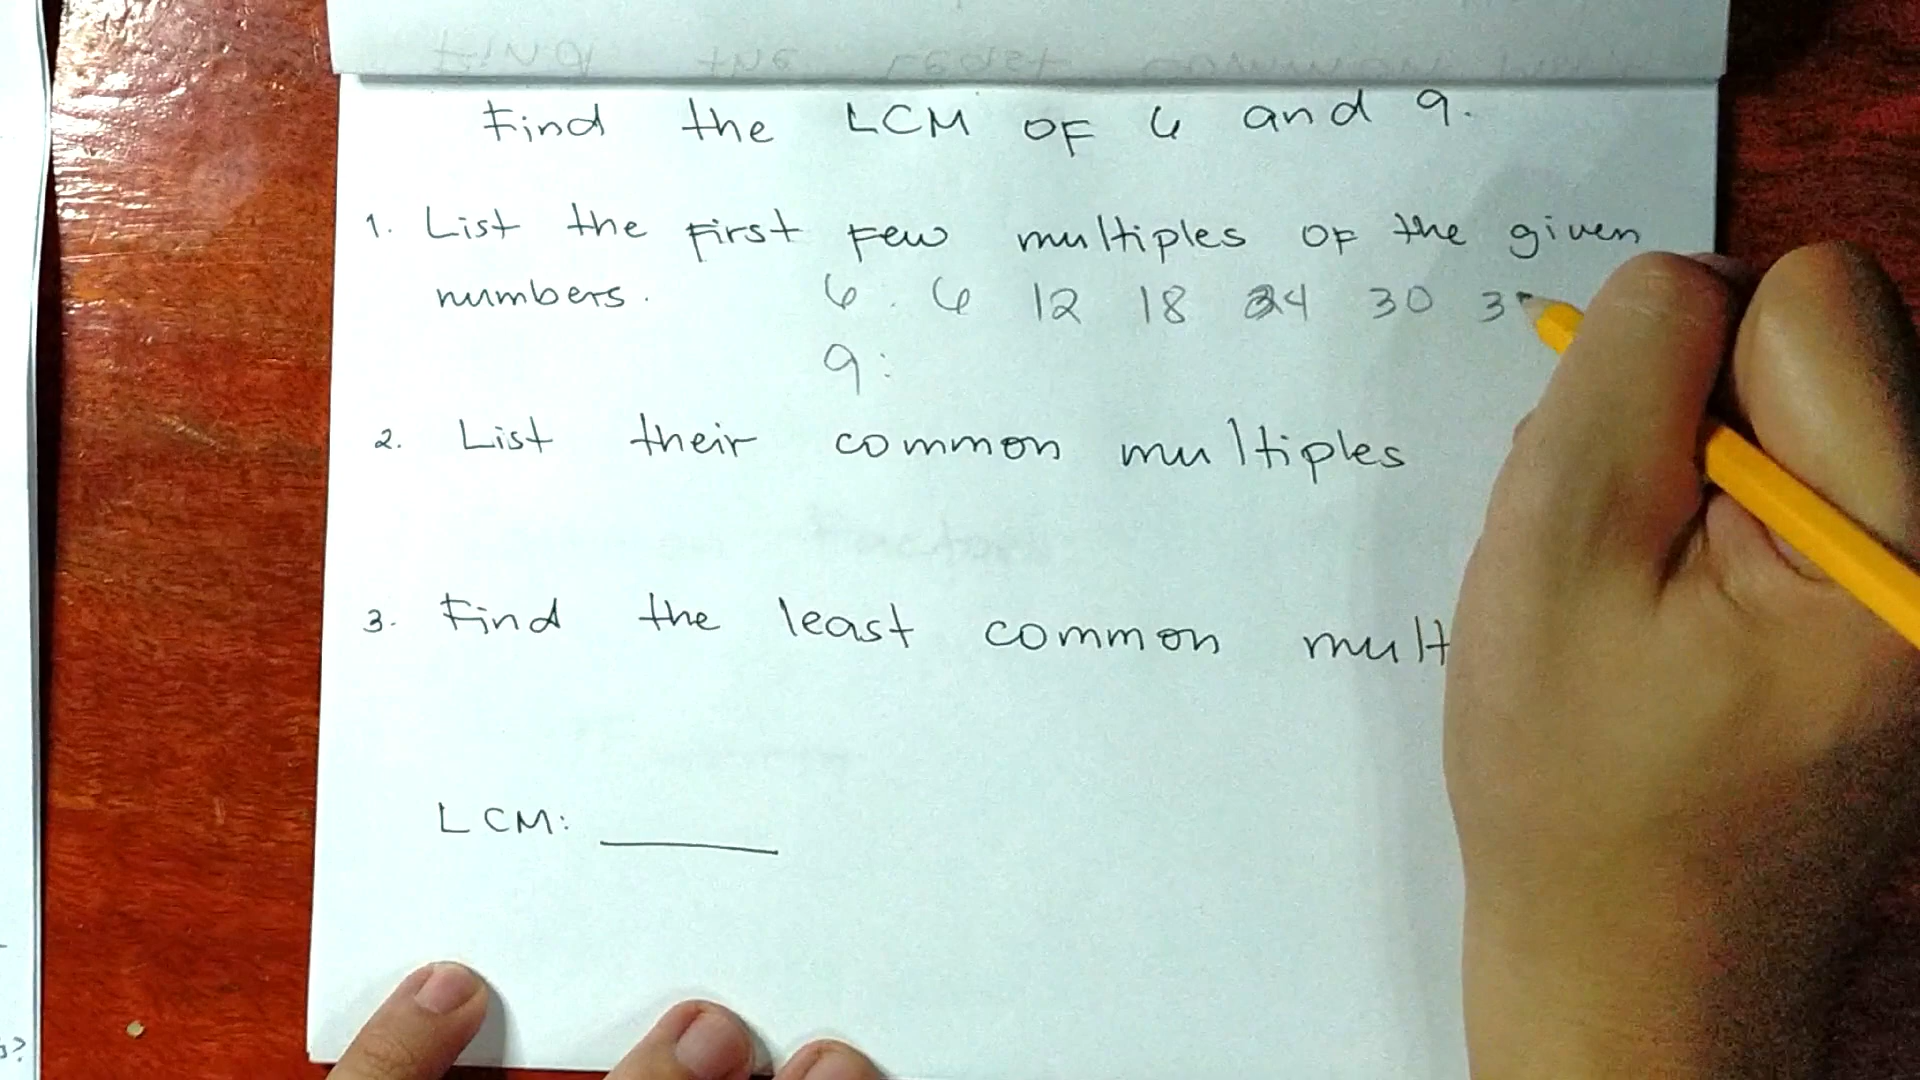 Find the LCM OF 6 and 9.
1. List the first few multiples of the given
numbers. 6 : 6 12 18 24 30 3
9:
2. List their common multiples
3. Find the least common mult
LCM: